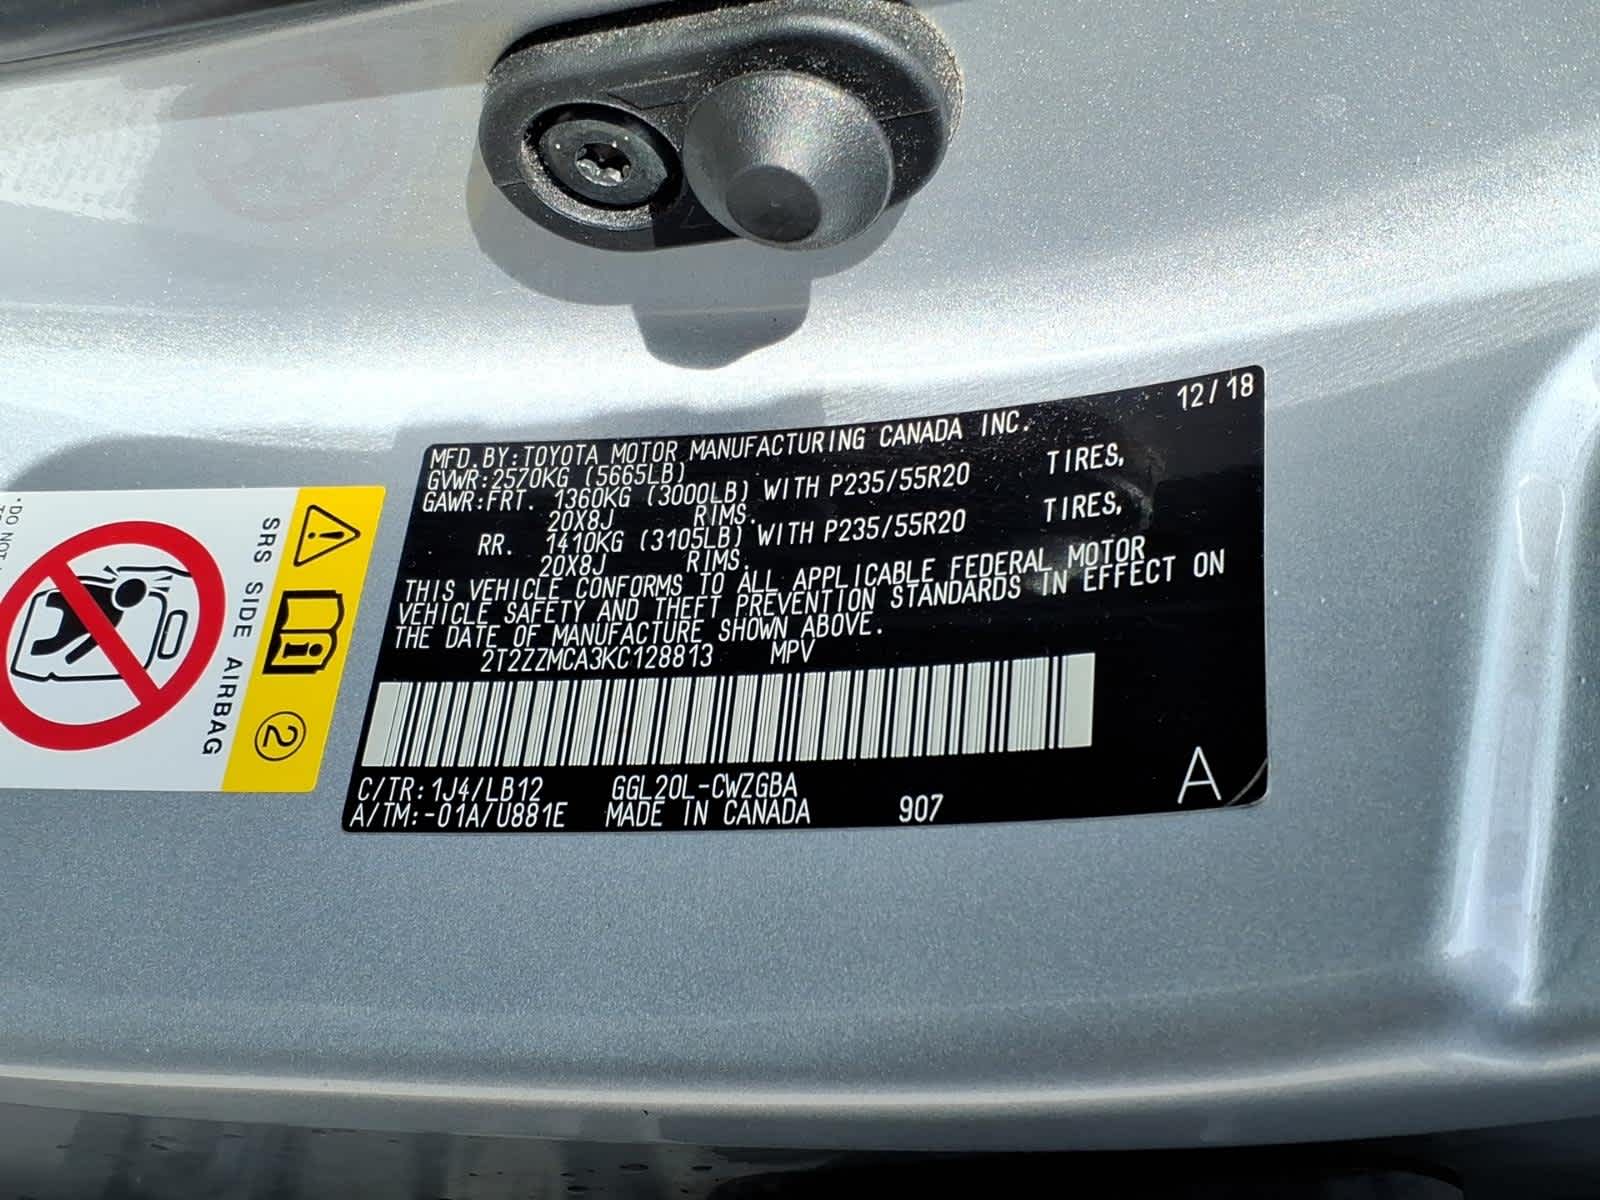 12/18
MFD.BY:TOYOTA MOTOR MANUFACTURING CANADA INC.
GVWR:2570KG (5665LB)
GAWR:FRT. 1360KG (3000LB) WITH P235/55R20 TIRES,
20X8J RIMS.
RR. 1410KG (3105LB) WITH P235/55R20 TIRES,
20X8J RIMS.
THIS VEHICLE CONFORMS TO ALL APPLICABLE FEDERAL MOTOR
VEHICLE SAFETY AND THEFT PREVENTION STANDARDS IN EFFECT ON
THE DATE OF MANUFACTURE SHOWN ABOVE.
2T2ZZMCA3KC128813 MPV
C/TR:1J4/LB12 GGL20L-CWZGBA
A/TM:-01A/U881E MADE IN CANADA 907
A
SRS SIDE AIRBAG
2
DO NOT